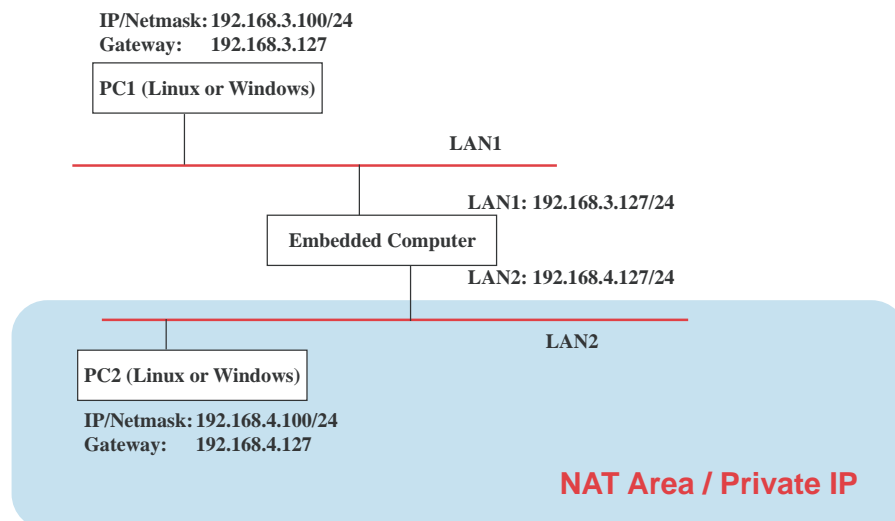 IP/Netmask: 192.168.3.100/24
Gateway: 192.168.3.127
PC1 (Linux or Windows)
LAN1
LAN1: 192.168.3.127/24
Embedded Computer
LAN2: 192.168.4.127/24
LAN2
PC2 (Linux or Windows)
IP/Netmask: 192.168.4.100/24
Gateway: 192.168.4.127
NAT Area / Private IP